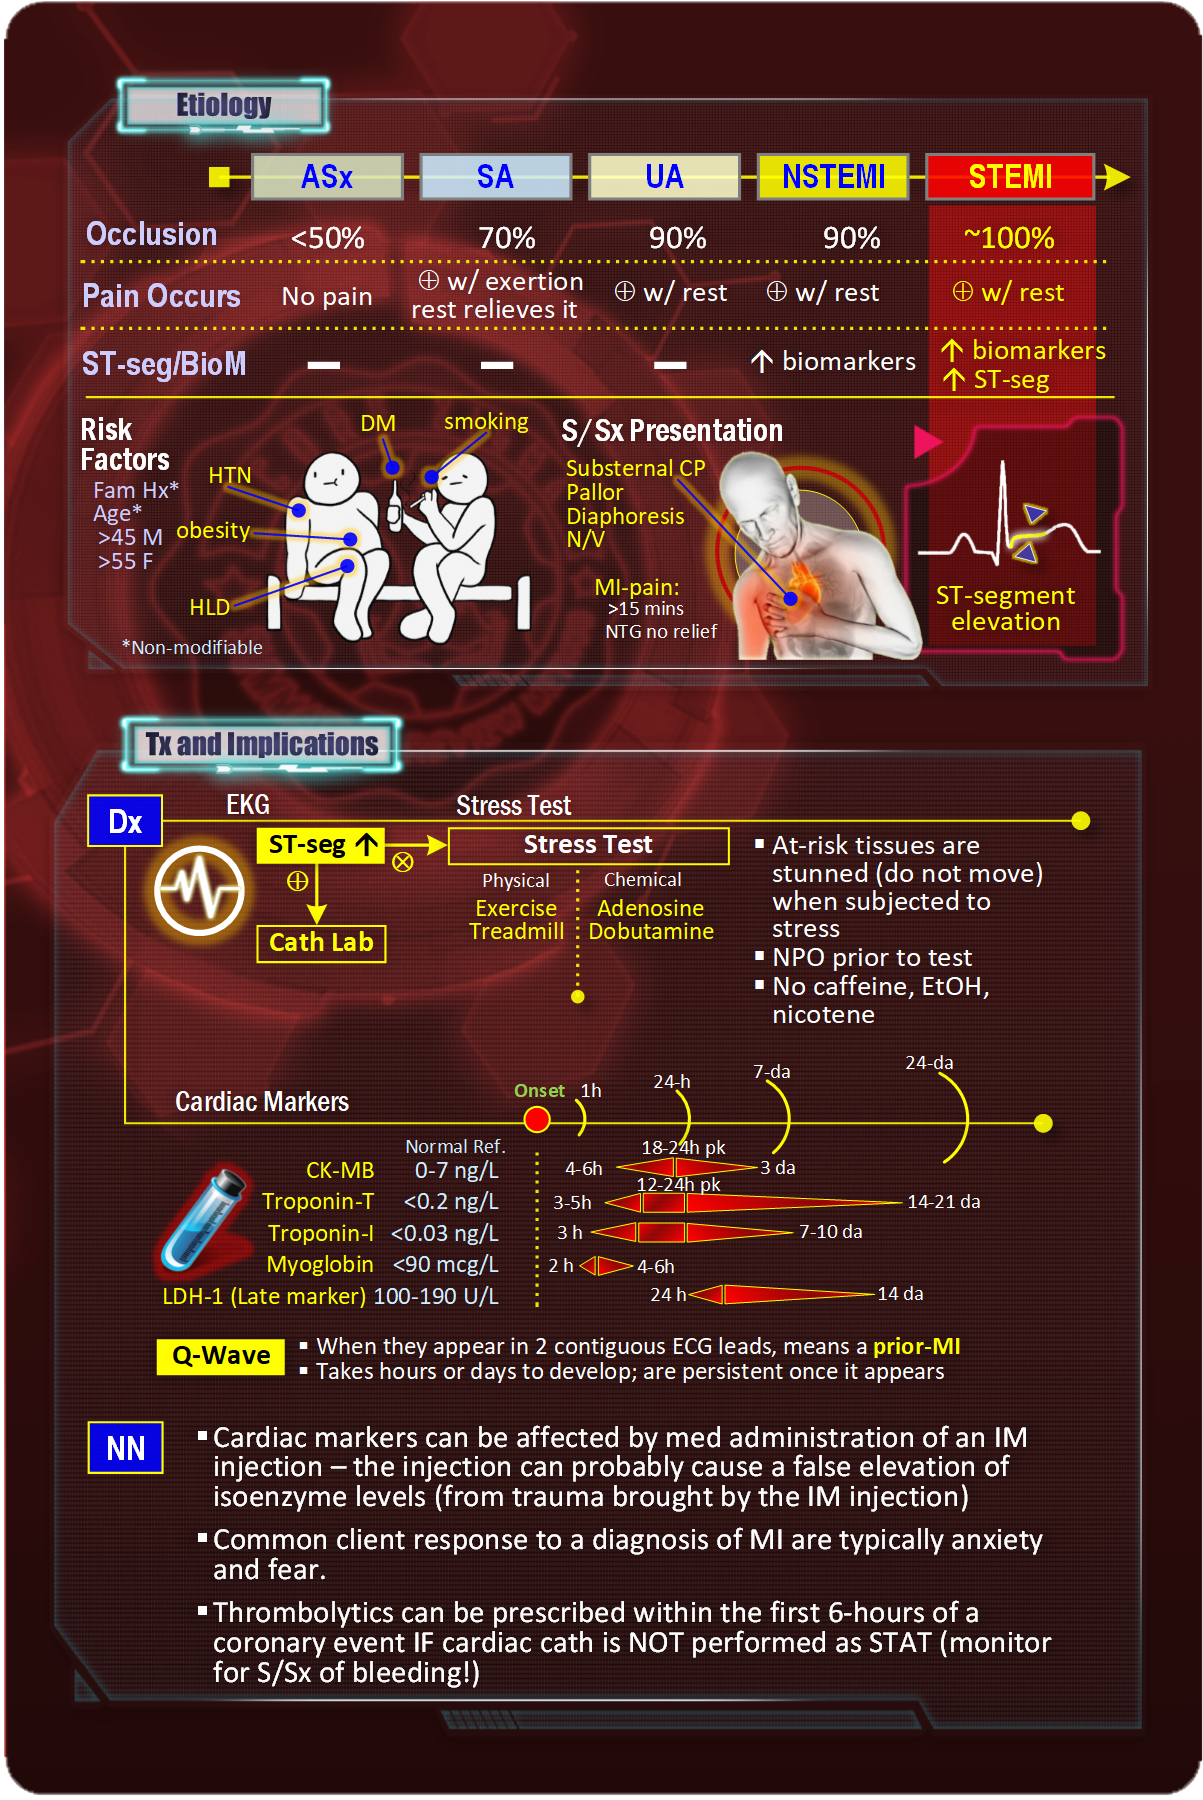 Etiology
ASx SA UA NSTEMI STEMI
Occlusion <50% 70% 90% 90% ~100%
Pain Occurs No pain ⊕ w/ exertion rest relieves it ⊕ w/ rest ⊕ w/ rest ⊕ w/ rest
ST-seg/BioM — — — ↑ biomarkers ↑ biomarkers
↑ ST-seg
Risk
Factors
Fam Hx*
Age*
>45 M
>55 F
DM
smoking
HTN
obesity
HLD
*Non-modifiable
S/Sx Presentation
Substernal CP
Pallor
Diaphoresis
N/V
MI-pain:
>15 mins
NTG no relief
ST-segment
elevation
Tx and Implications
Dx
EKG
ST-seg ↑
⊗
⊕
Cath Lab
Stress Test
Stress Test
Physical
Exercise
Treadmill
Chemical
Adenosine
Dobutamine
▪ At-risk tissues are
stunned (do not move)
when subjected to
stress
▪ NPO prior to test
▪ No caffeine, EtOH,
nicotene
Cardiac Markers
Onset 1h 24-h 7-da 24-da
Normal Ref.
CK-MB 0-7 ng/L 4-6h 18-24h pk 3 da
Troponin-T <0.2 ng/L 3-5h 12-24h pk 14-21 da
Troponin-I <0.03 ng/L 3 h 7-10 da
Myoglobin <90 mcg/L 2 h 4-6h
LDH-1 (Late marker) 100-190 U/L 24 h 14 da
Q-Wave
▪ When they appear in 2 contiguous ECG leads, means a prior-MI
▪ Takes hours or days to develop; are persistent once it appears
NN
▪ Cardiac markers can be affected by med administration of an IM
injection – the injection can probably cause a false elevation of
isoenzyme levels (from trauma brought by the IM injection)
▪ Common client response to a diagnosis of MI are typically anxiety
and fear.
▪ Thrombolytics can be prescribed within the first 6-hours of a
coronary event IF cardiac cath is NOT performed as STAT (monitor
for S/Sx of bleeding!)